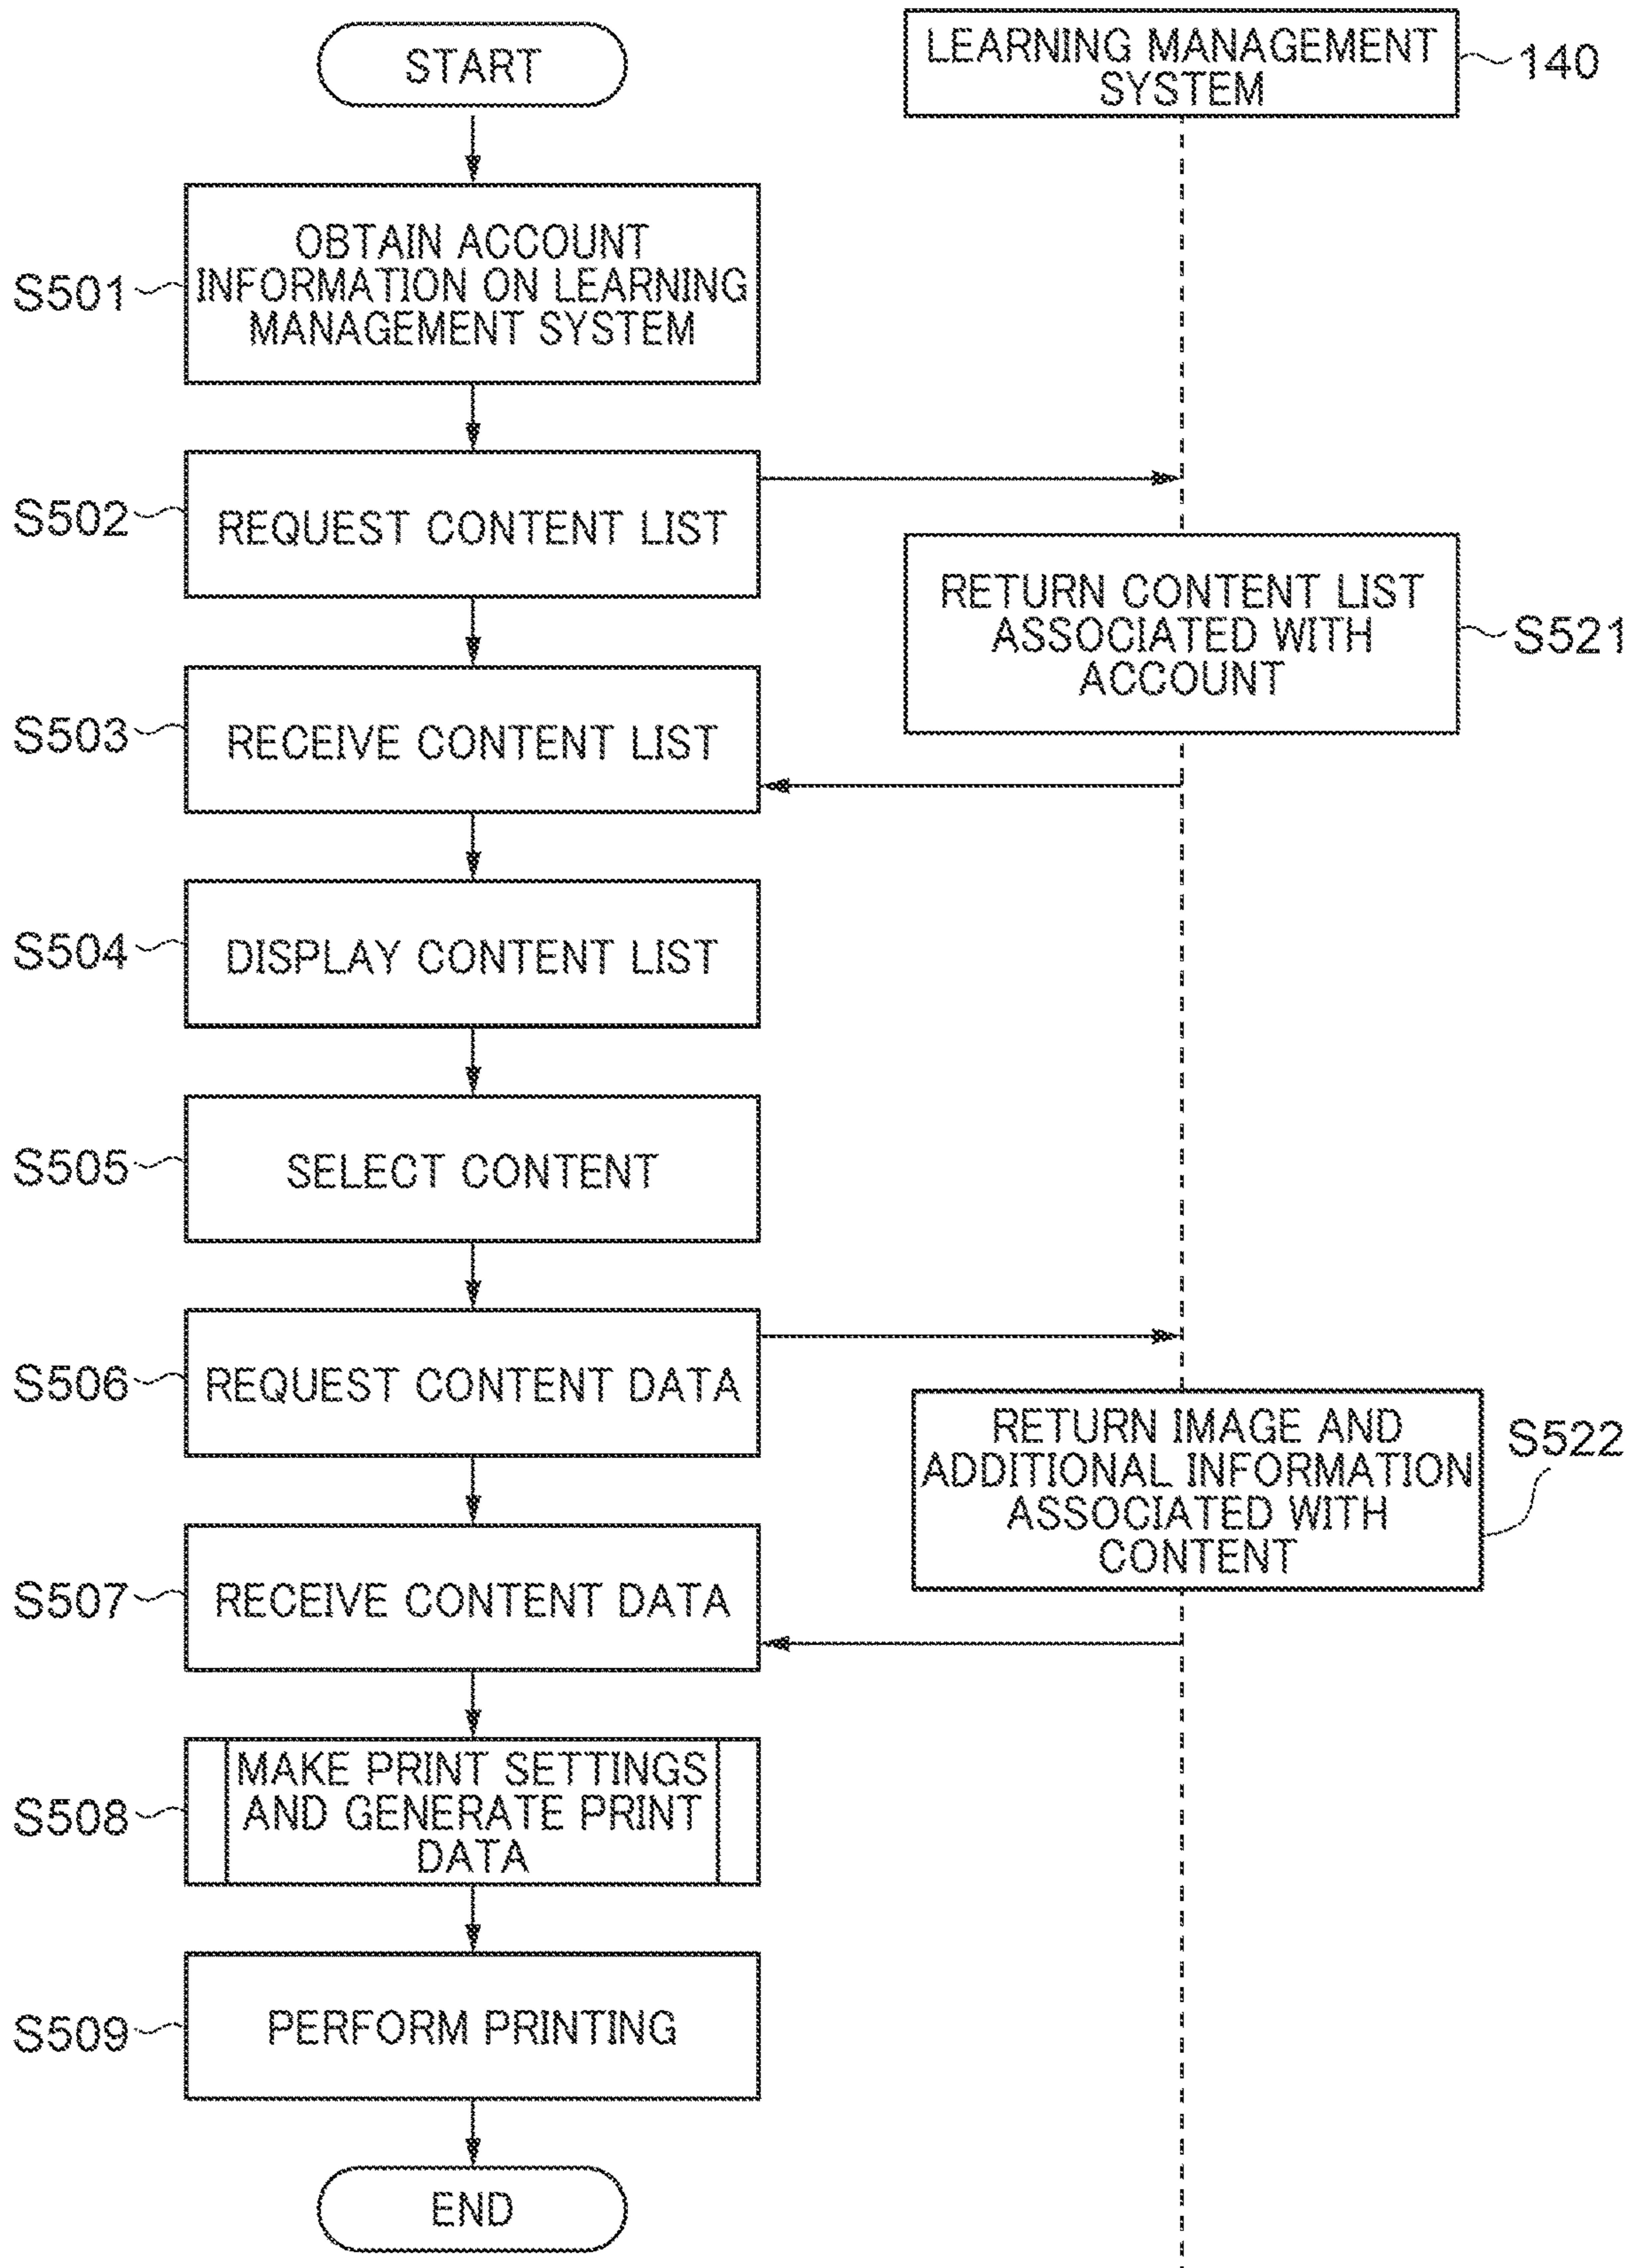 START
LEARNING MANAGEMENT
SYSTEM
140
S501
OBTAIN ACCOUNT
INFORMATION ON LEARNING
MANAGEMENT SYSTEM
S502
REQUEST CONTENT LIST
RETURN CONTENT LIST
ASSOCIATED WITH
ACCOUNT
S521
S503
RECEIVE CONTENT LIST
S504
DISPLAY CONTENT LIST
S505
SELECT CONTENT
S506
REQUEST CONTENT DATA
RETURN IMAGE AND
ADDITIONAL INFORMATION
ASSOCIATED WITH
CONTENT
S522
S507
RECEIVE CONTENT DATA
S508
MAKE PRINT SETTINGS
AND GENERATE PRINT
DATA
S509
PERFORM PRINTING
END